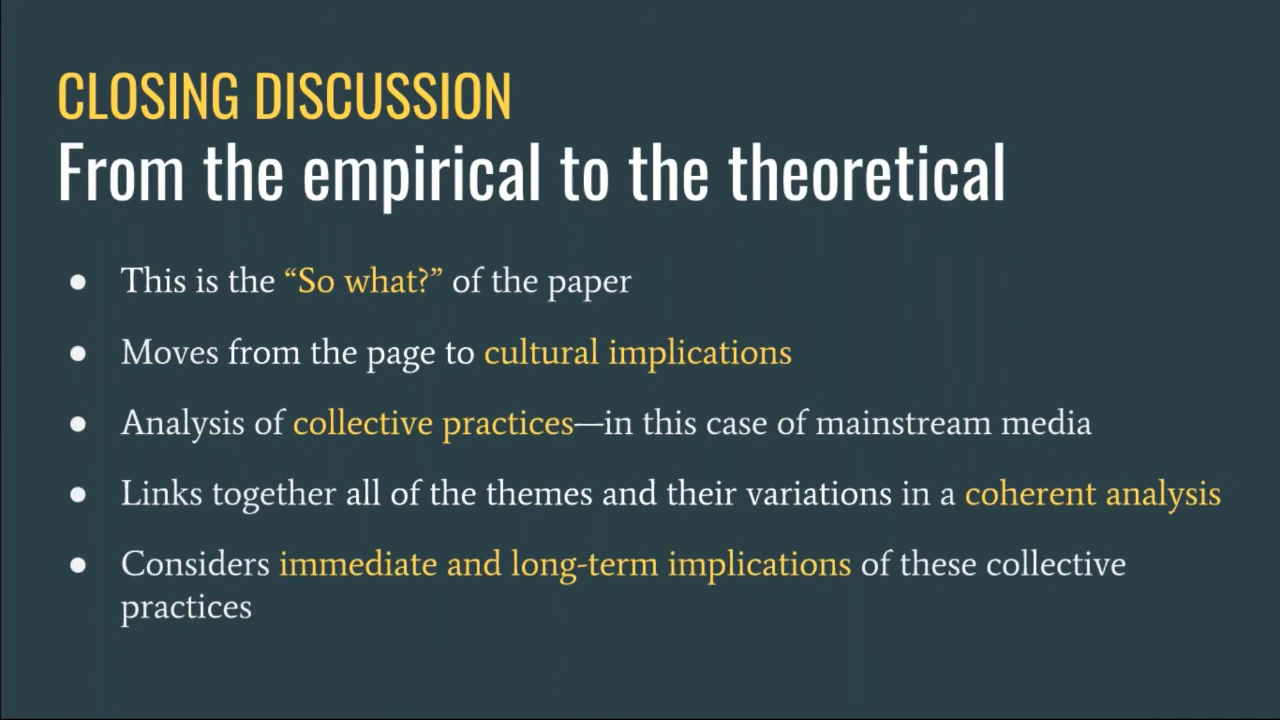 CLOSING DISCUSSION
From the empirical to the theoretical
● This is the “So what?” of the paper
● Moves from the page to cultural implications
● Analysis of collective practices—in this case of mainstream media
● Links together all of the themes and their variations in a coherent analysis
● Considers immediate and long-term implications of these collective
practices